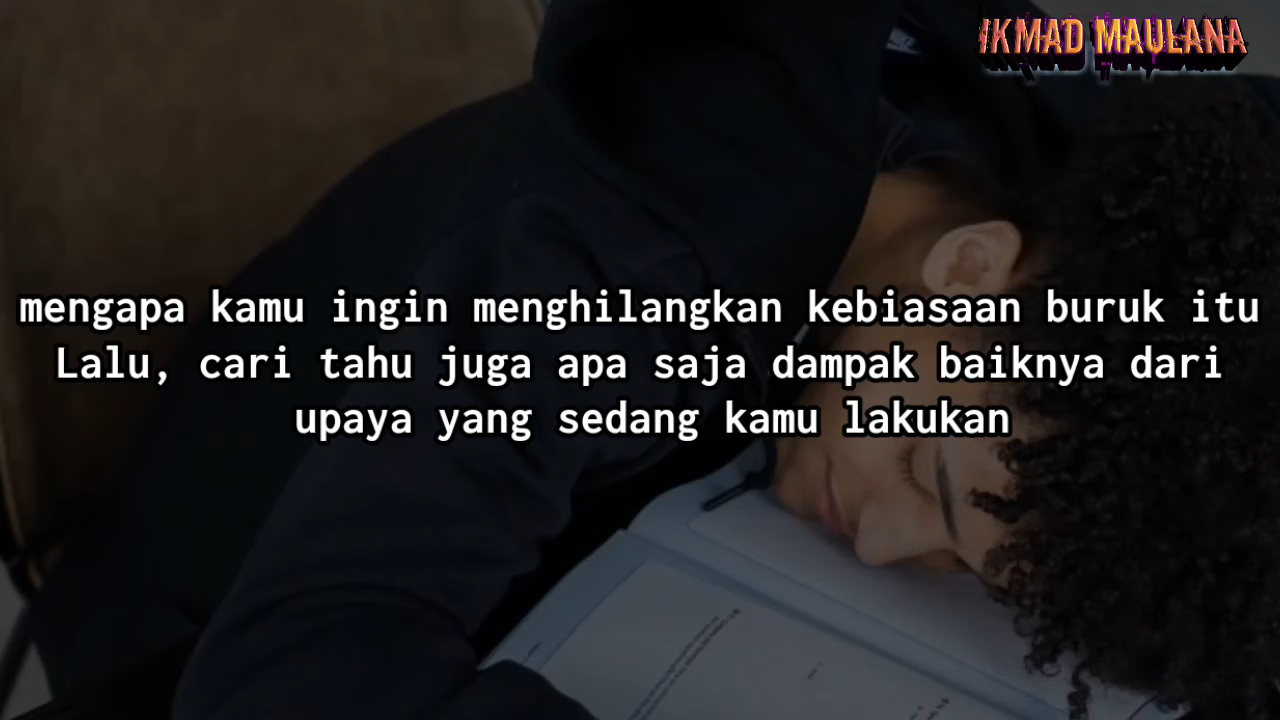 IKMAD MAULANA
mengapa kamu ingin menghilangkan kebiasaan buruk itu
Lalu, cari tahu juga apa saja dampak baiknya dari
upaya yang sedang kamu lakukan